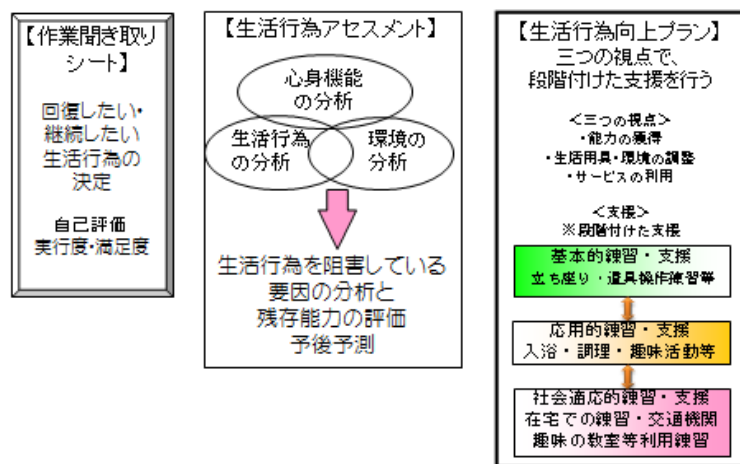 【作業聞き取り
シート】
回復したい・
継続したい
生活行為の
決定
自己評価
実行度・満足度
【生活行為アセスメント】
心身機能
の分析
生活行為
の分析
環境の
分析
生活行為を阻害している
要因の分析と
残存能力の評価
予後予測
【生活行為向上プラン】
三つの視点で、
段階付けた支援を行う
＜三つの視点＞
・能力の獲得
・生活用具・環境の調整
・サービスの利用
＜支援＞
※段階付けた支援
基本的練習・支援
立ち座り・道具操作練習等
応用的練習・支援
入浴・調理・趣味活動等
社会適応的練習・支援
在宅での練習・交通機関
趣味の教室等利用練習